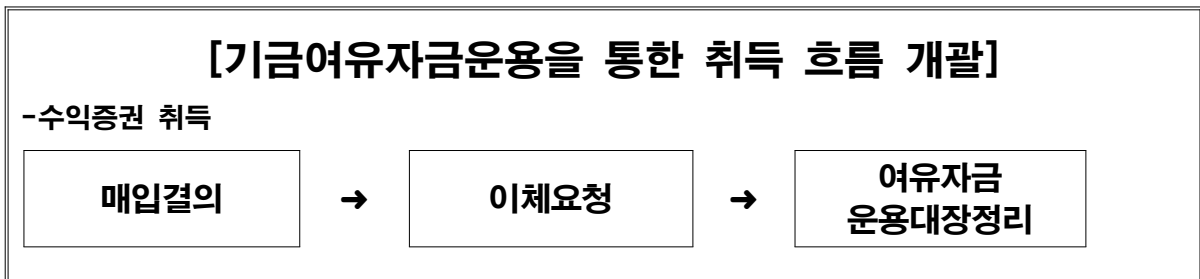 [기금여유자금운용을 통한 취득 흐름 개괄]
-수익증권 취득
매입결의 ➜ 이체요청 ➜ 여유자금
운용대장정리